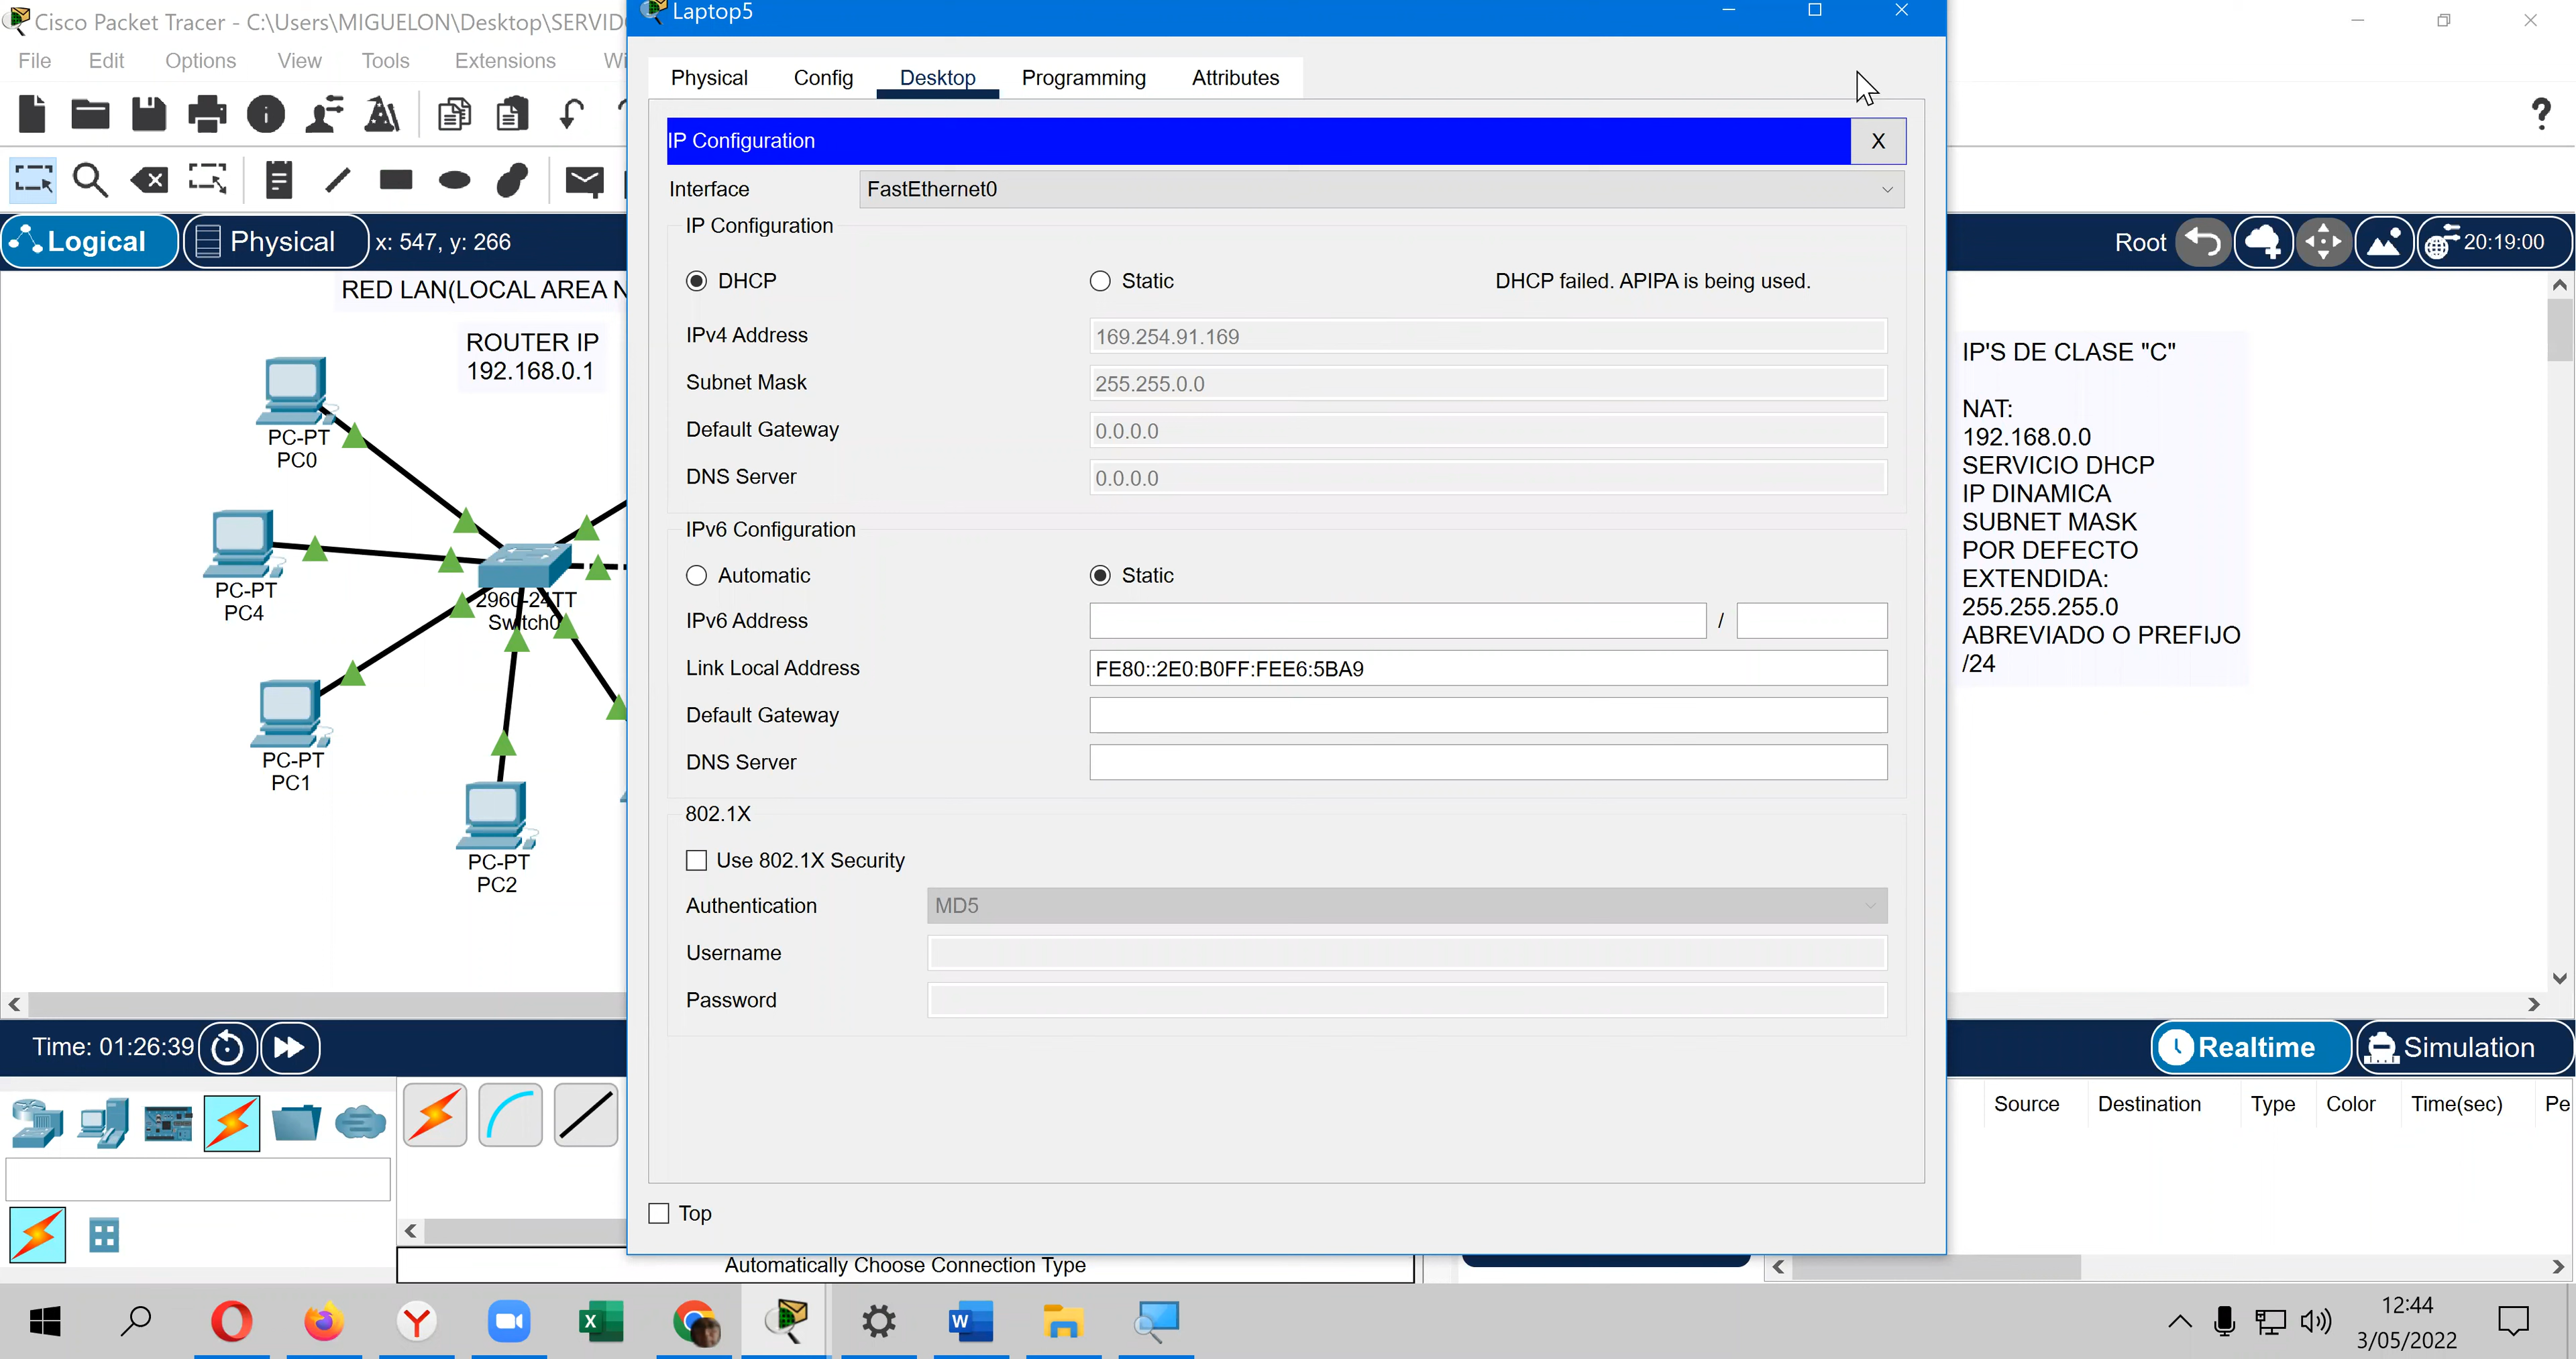 Cisco Packet Tracer - C:\Users\MIGUELON\Desktop\SERVID
Laptop5
File Edit Options View Tools Extensions
Physical Config Desktop Programming Attributes
IP Configuration X
Interface FastEthernet0
IP Configuration
DHCP Static DHCP failed. APIPA is being used.
IPv4 Address 169.254.91.169
Subnet Mask 255.255.0.0
Default Gateway 0.0.0.0
DNS Server 0.0.0.0
IPv6 Configuration
Automatic Static
IPv6 Address /
Link Local Address FE80::2E0:B0FF:FEE6:5BA9
Default Gateway
DNS Server
802.1X
Use 802.1X Security
Authentication MD5
Username
Password
Top
Logical Physical x: 547, y: 266
Root 20:19:00
RED LAN(LOCAL AREA
ROUTER IP
192.168.0.1
PC-PT
PC0
PC-PT
PC4
2960-24TT
Switch0
PC-PT
PC1
PC-PT
PC2
IP'S DE CLASE "C"
NAT:
192.168.0.0
SERVICIO DHCP
IP DINAMICA
SUBNET MASK
POR DEFECTO
EXTENDIDA:
255.255.255.0
ABREVIADO O PREFIJO
/24
Time: 01:26:39
Realtime Simulation
Source Destination Type Color Time(sec) Pe
Automatically Choose Connection Type
12:44
3/05/2022